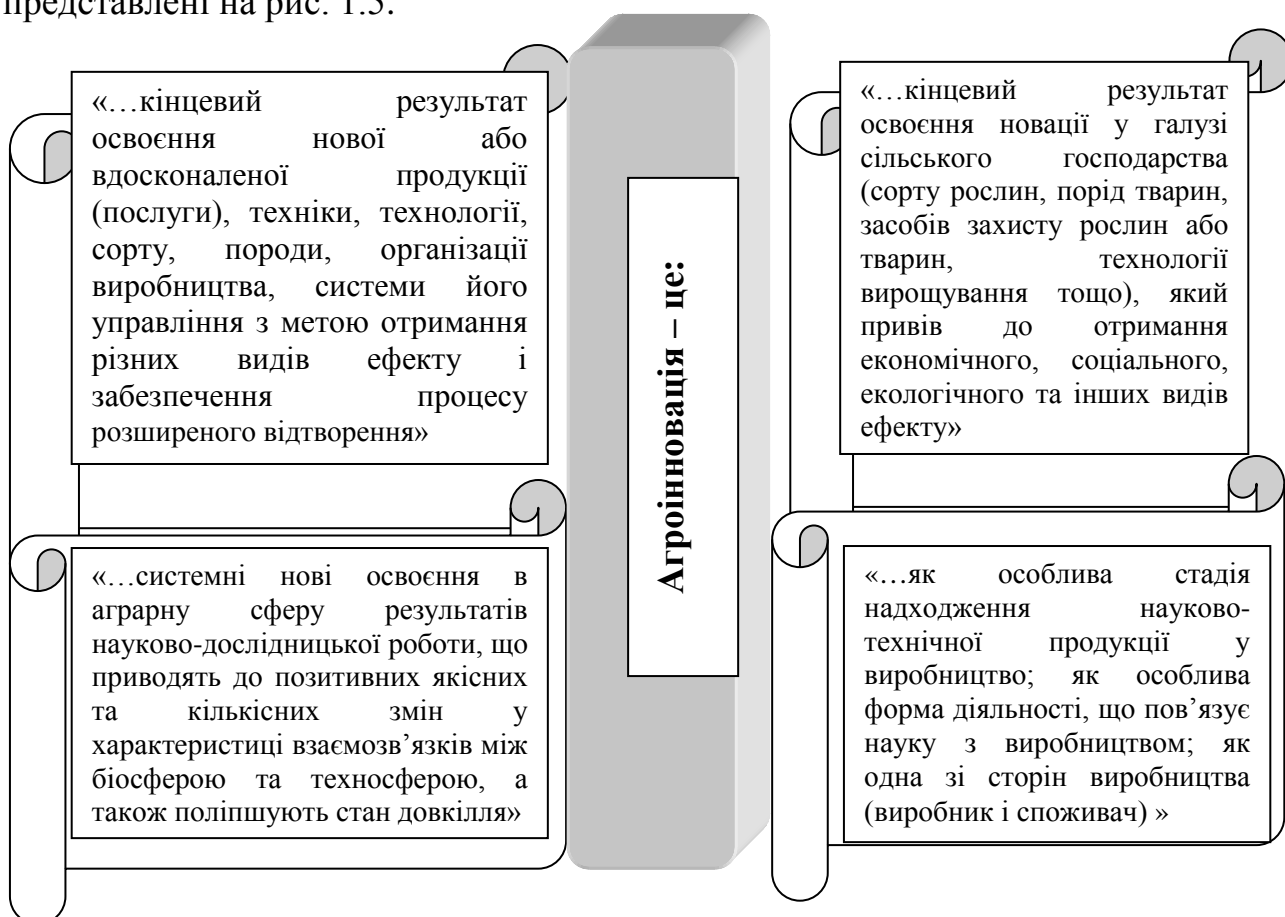 представлені на рис. 1.5.
«…кінцевий результат
освоєння нової або
вдосконаленої продукції
(послуги), техніки, технології,
сорту, породи, організації
виробництва, системи його
управління з метою отримання
різних видів ефекту і
забезпечення процесу
розширеного відтворення»
«…системні нові освоєння в
аграрну сферу результатів
науково-дослідницької роботи, що
приводять до позитивних якісних
та кількісних змін у
характеристиці взаємозв’язків між
біосферою та техносферою, а
також поліпшують стан довкілля»
Агроінновація – це:
«…кінцевий результат
освоєння новації у галузі
сільського господарства
(сорту рослин, порід тварин,
засобів захисту рослин або
тварин, технології
вирощування тощо), який
привів до отримання
економічного, соціального,
екологічного та інших видів
ефекту»
«…як особлива стадія
надходження науково-
технічної продукції у
виробництво; як особлива
форма діяльності, що пов’язує
науку з виробництвом; як
одна зі сторін виробництва
(виробник і споживач) »